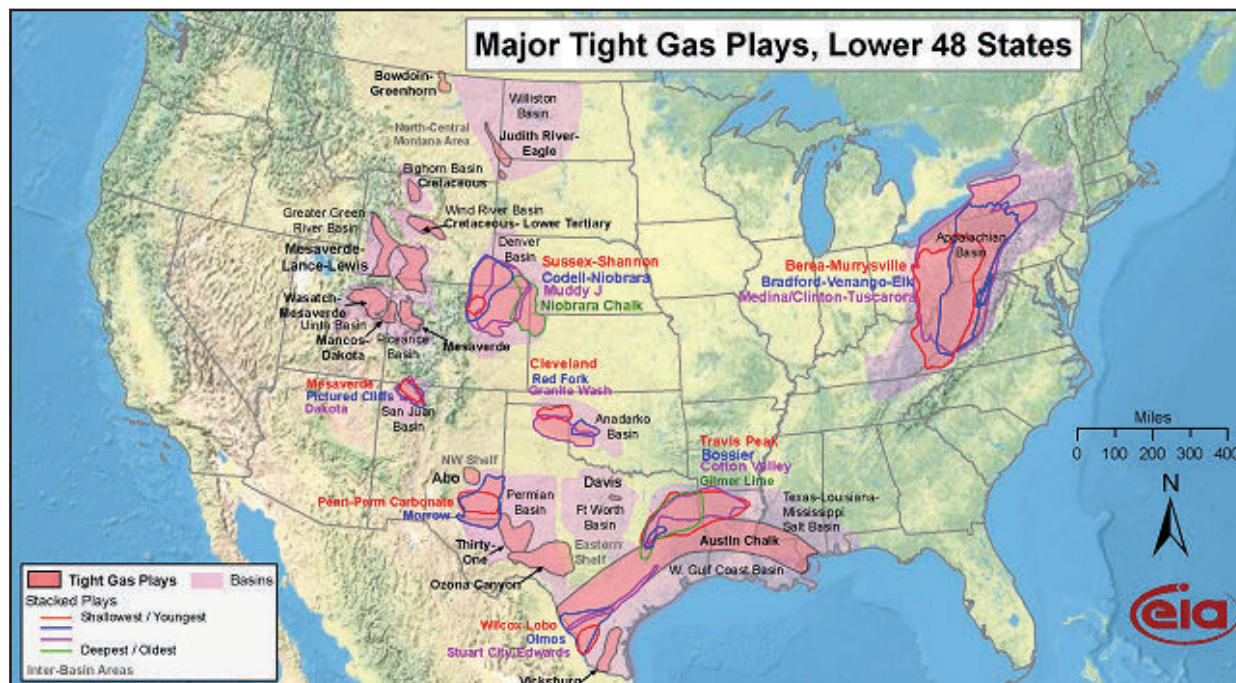 Major Tight Gas Plays, Lower 48 States
Bowdoin-
Greenhorn
Williston
Basin
North-Central
Montana Area
Judith River-
Eagle
Bighorn Basin
Cretaceous
Greater Green
River Basin
Wind River Basin
Cretaceous- Lower Tertiary
Mesaverde-
Lance-Lewis
Denver
Basin
Sussex-Shannon
Codell-Niobrara
Muddy J
Niobrara Chalk
Appalachian
Basin
Berea-Murrysville
Bradford-Venango-Elk
Medina/Clinton-Tuscarora
Wasatch-
Mesaverde
Uinta Basin
Mancos-
Dakota
Piceance
Basin
Mesaverde
Mesaverde
Pictured Cliffs
Dakota
San Juan
Basin
Cleveland
Red Fork
Granite Wash
Anadarko
Basin
Miles
0 100 200 300 400
N
NW Shelf
Abo
Penn-Perm Carbonate
Morrow
Permian
Basin
Davis
Ft Worth
Basin
Travis Peak
Bossier
Cotton Valley
Gilmer Lime
Texas-Louisiana-
Mississippi
Salt Basin
Thirty-
One
Ozona Canyon
Eastern
Shelf
Austin Chalk
W. Gulf Coast Basin
Wilcox Lobo
Olmos
Stuart City-Edwards
Vicksburg
Tight Gas Plays
Basins
Stacked Plays
Shallowest / Youngest
Deepest / Oldest
Inter-Basin Areas
eia